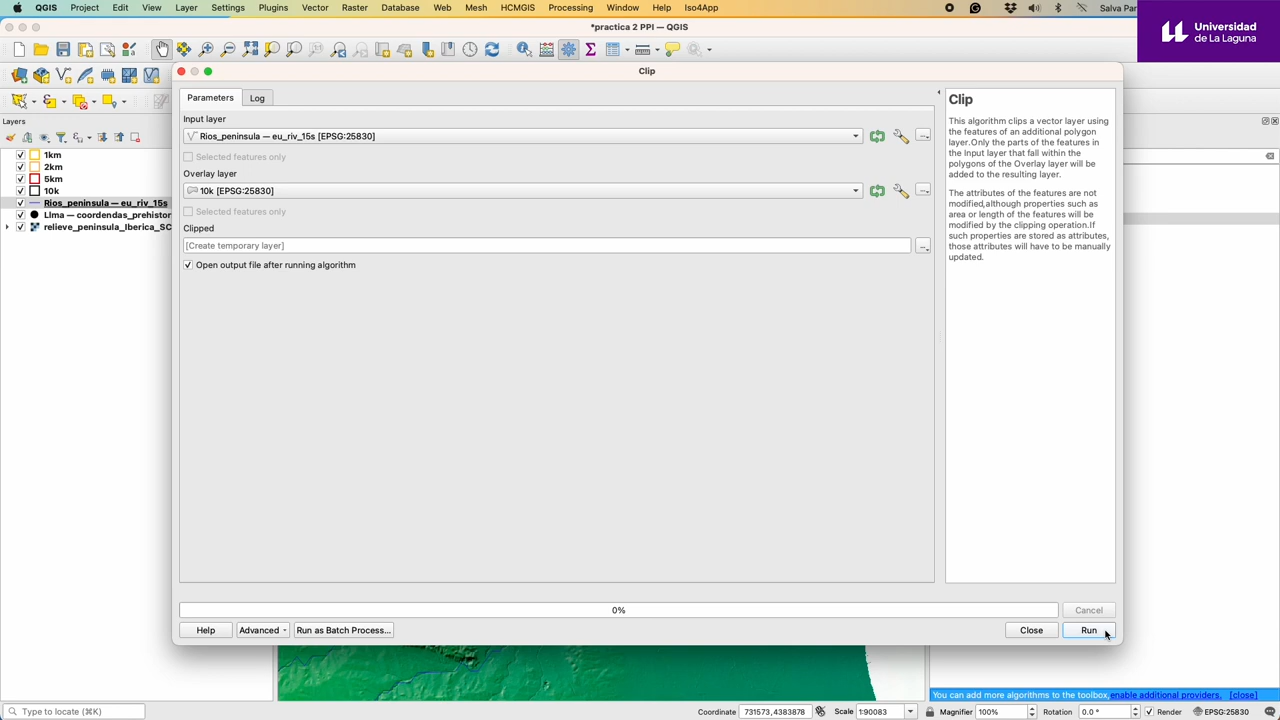 QGIS Project Edit View Layer Settings Plugins Vector Raster Database Web Mesh HCMGIS Processing Window Help Iso4App
Salva Par
*practica 2 PPI — QGIS
Universidad
de La Laguna
Clip
Parameters Log
Input layer
Rios_peninsula — eu_riv_15s [EPSG:25830]
Selected features only
Overlay layer
10k [EPSG:25830]
Selected features only
Clipped
[Create temporary layer]
Open output file after running algorithm
Clip
This algorithm clips a vector layer using
the features of an additional polygon
layer.Only the parts of the features in
the Input layer that fall within the
polygons of the Overlay layer will be
added to the resulting layer.
The attributes of the features are not
modified,although properties such as
area or length of the features will be
modified by the clipping operation.If
such properties are stored as attributes,
those attributes will have to be manually
updated.
Layers
1km
2km
5km
10k
Rios_peninsula — eu_riv_15s
LIma — coordendas_prehistor
relieve_peninsula_Iberica_SC
0%
Cancel
Help Advanced Run as Batch Process... Close Run
You can add more algorithms to the toolbox, enable additional providers. [close]
Type to locate (⌘K) Coordinate 731573,4383878 Scale 1:90083 Magnifier 100% Rotation 0.0 ° Render EPSG:25830